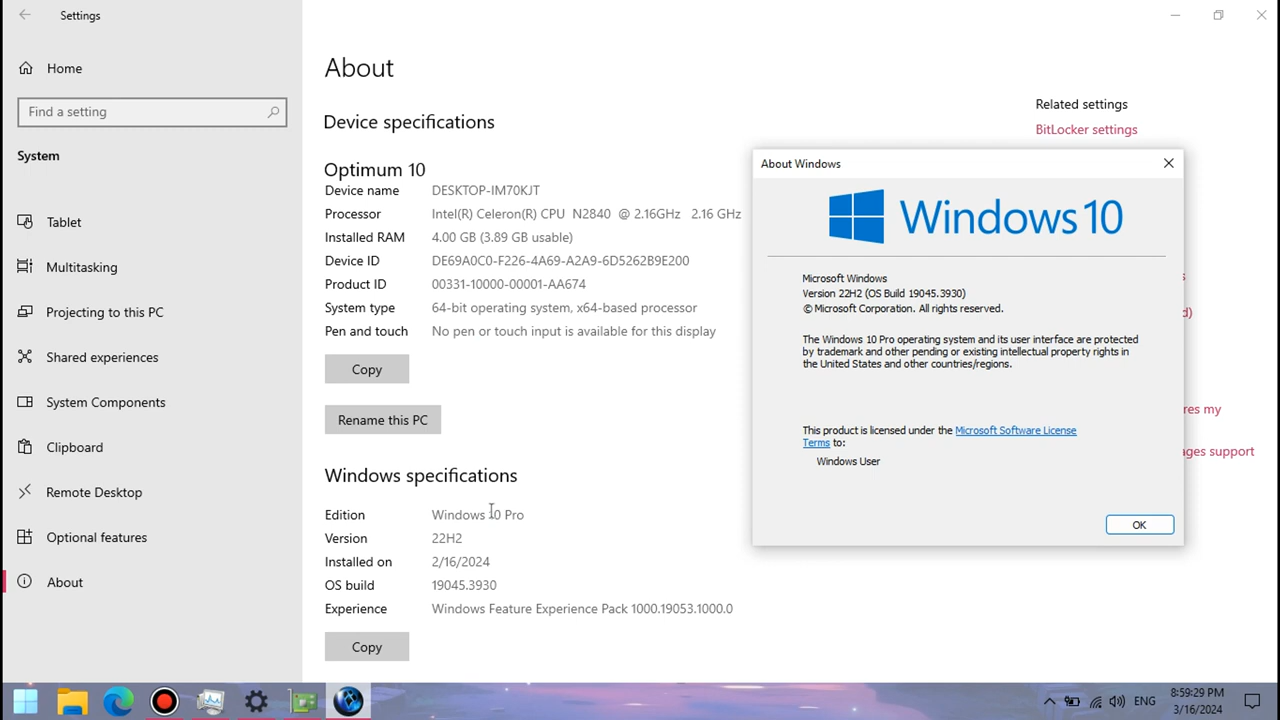 Settings
Home
Find a setting
System
Tablet
Multitasking
Projecting to this PC
Shared experiences
System Components
Clipboard
Remote Desktop
Optional features
About
About
Device specifications
Optimum 10
Device name DESKTOP-IM70KJT
Processor Intel(R) Celeron(R) CPU N2840 @ 2.16GHz 2.16 GHz
Installed RAM 4.00 GB (3.89 GB usable)
Device ID DE69A0C0-F226-4A69-A2A9-6D5262B9E200
Product ID 00331-10000-00001-AA674
System type 64-bit operating system, x64-based processor
Pen and touch No pen or touch input is available for this display
Copy
Rename this PC
Windows specifications
Edition Windows 10 Pro
Version 22H2
Installed on 2/16/2024
OS build 19045.3930
Experience Windows Feature Experience Pack 1000.19053.1000.0
Copy
Related settings
BitLocker settings
About Windows
Windows 10
Microsoft Windows
Version 22H2 (OS Build 19045.3930)
© Microsoft Corporation. All rights reserved.
The Windows 10 Pro operating system and its user interface are protected
by trademark and other pending or existing intellectual property rights in
the United States and other countries/regions.
This product is licensed under the Microsoft Software License
Terms to:
Windows User
OK
my
support
ENG
8:59:29 PM
3/16/2024